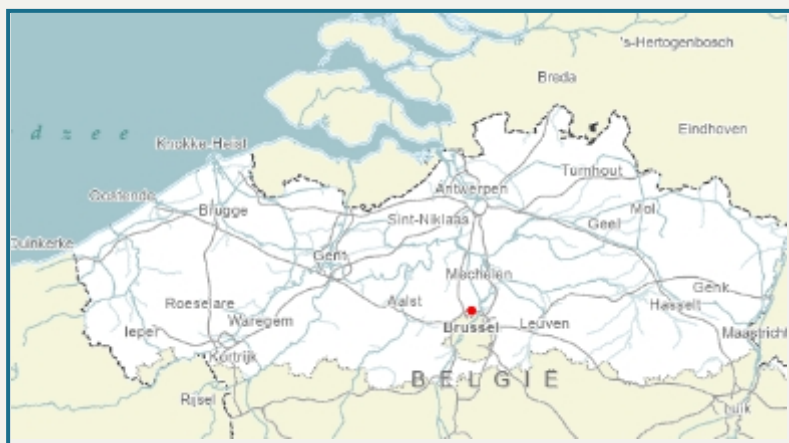 's-Hertogenbosch
Breda
d z e e
Eindhoven
Knokke-Heist
Turnhout
Antwerpen
Oostende
Mol
Brugge
Sint-Niklaas
Geel
Duinkerke
Gent
Mechelen
Genk
Roeselare
Aalst
Hasselt
Waregem
Brussel
Leuven
Ieper
Maastricht
Kortrijk
BELGIË
Rijsel
Luik